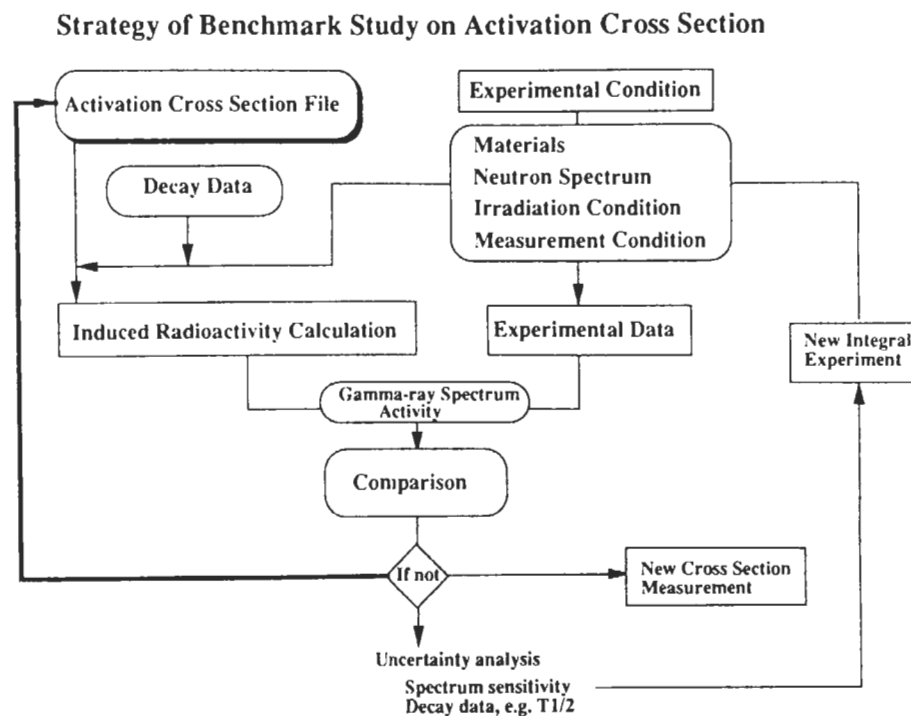 Strategy of Benchmark Study on Activation Cross Section
Activation Cross Section File
Experimental Condition
Materials
Neutron Spectrum
Irradiation Condition
Measurement Condition
Decay Data
Induced Radioactivity Calculation
Experimental Data
New Integral
Experiment
Gamma-ray Spectrum
Activity
Comparison
If not
New Cross Section
Measurement
Uncertainty analysis
Spectrum sensitivity
Decay data, e.g. T1/2